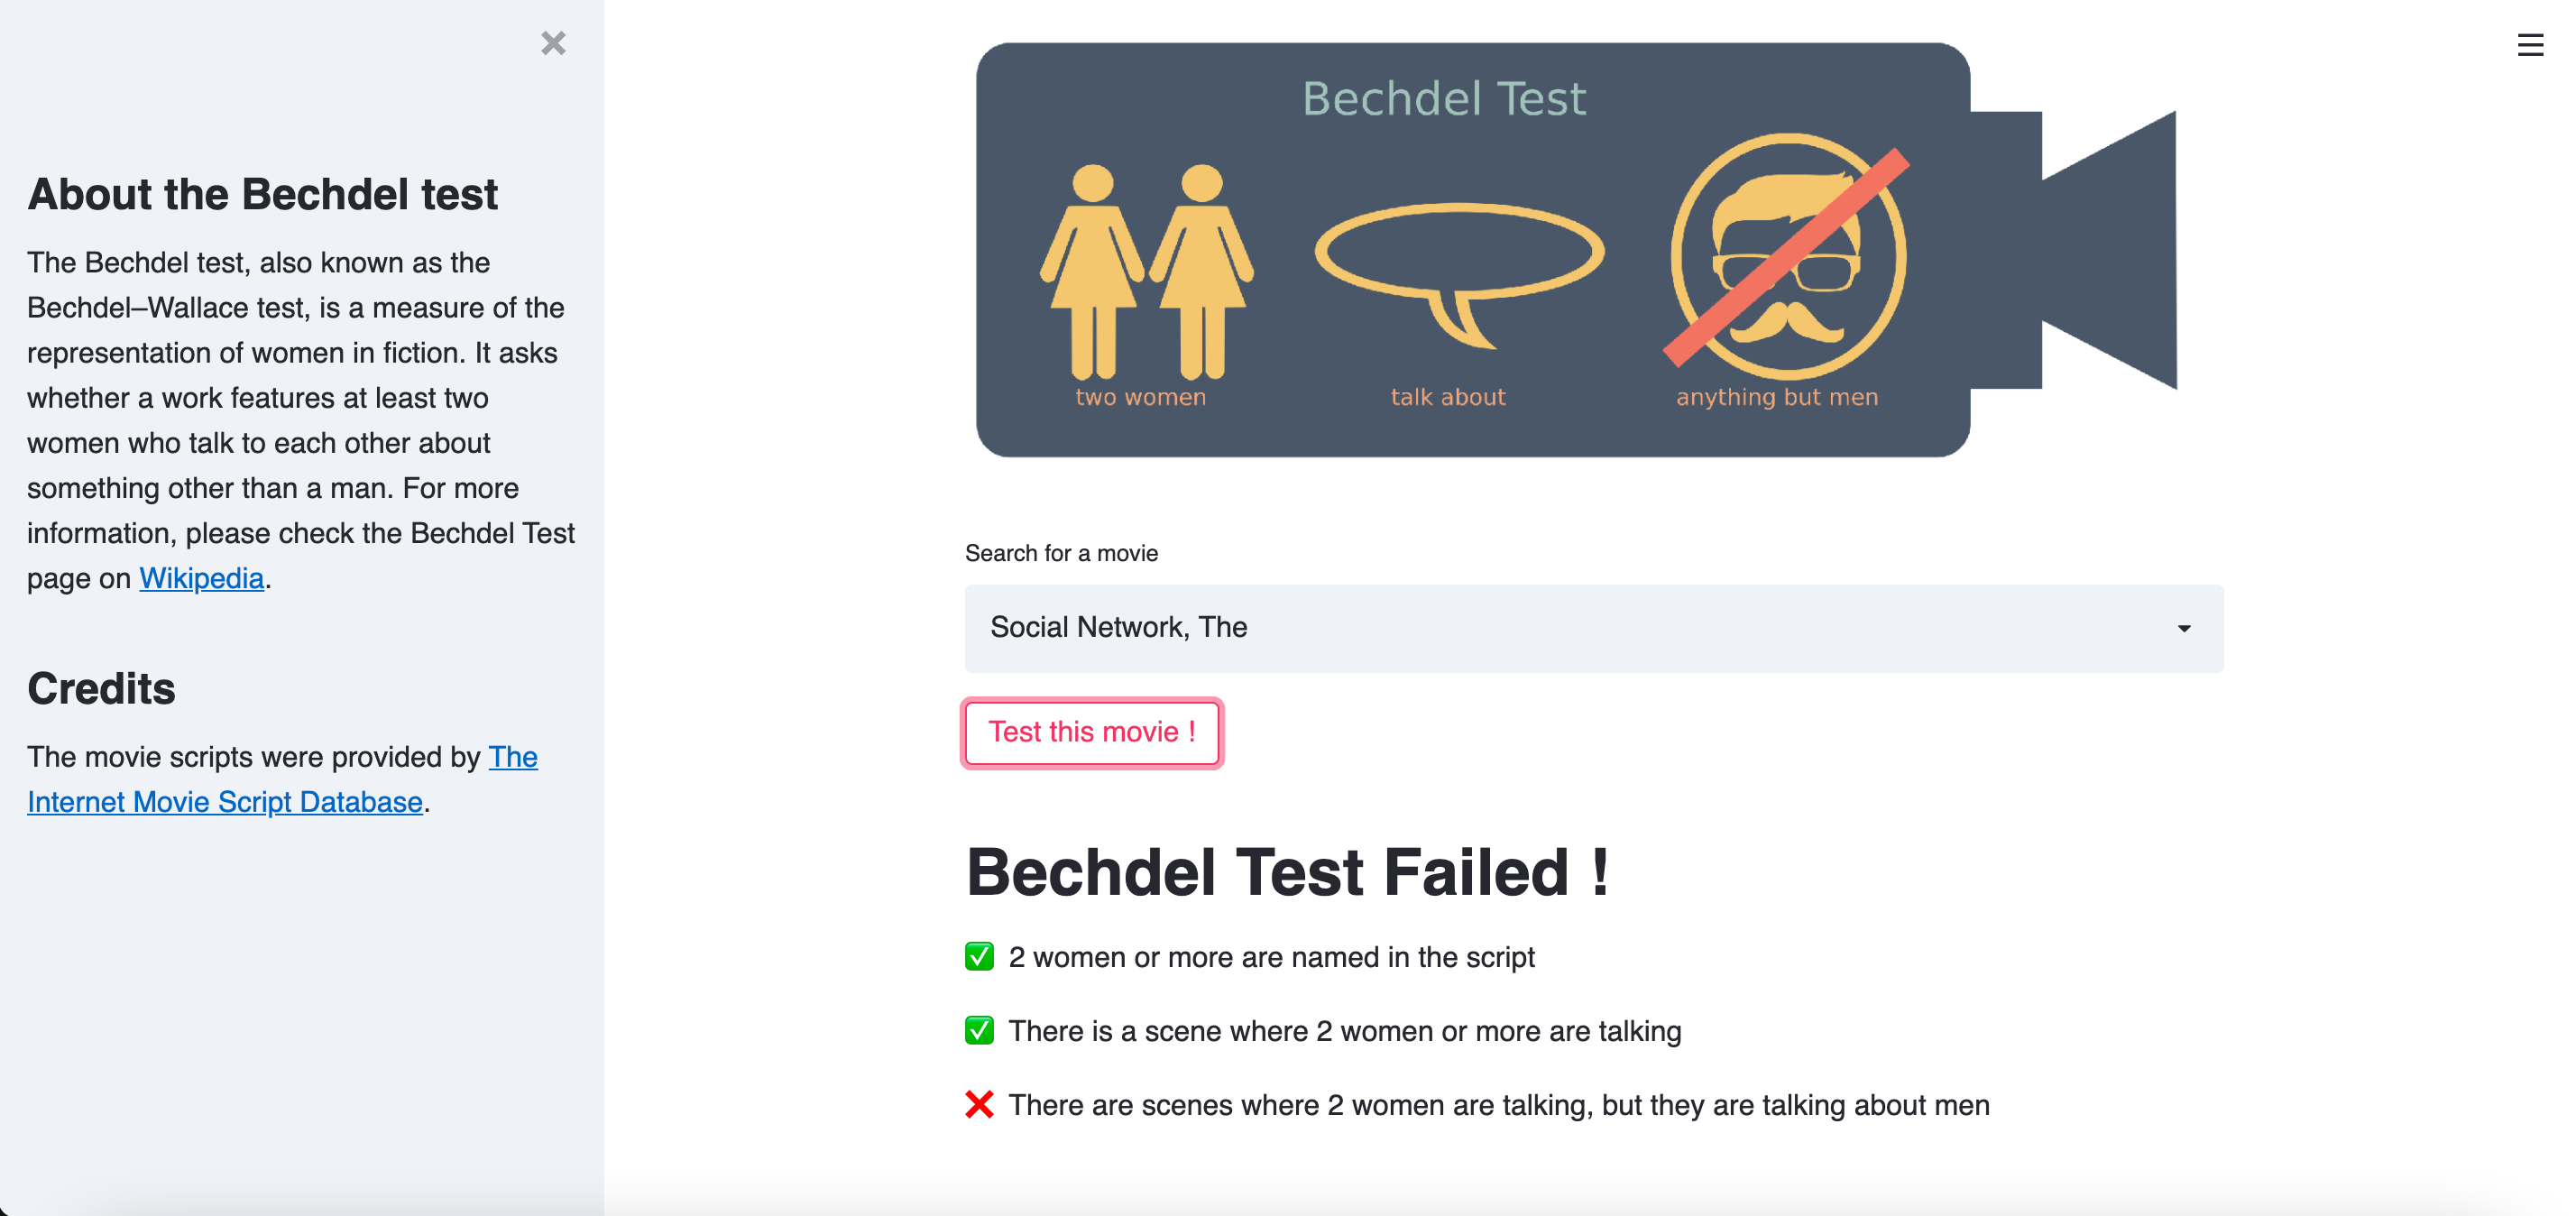 About the Bechdel test
The Bechdel test, also known as the
Bechdel–Wallace test, is a measure of the
representation of women in fiction. It asks
whether a work features at least two
women who talk to each other about
something other than a man. For more
information, please check the Bechdel Test
page on Wikipedia.
Credits
The movie scripts were provided by The
Internet Movie Script Database.
Bechdel Test
two women
talk about
anything but men
Search for a movie
Social Network, The
Test this movie !
Bechdel Test Failed !
2 women or more are named in the script
There is a scene where 2 women or more are talking
There are scenes where 2 women are talking, but they are talking about men